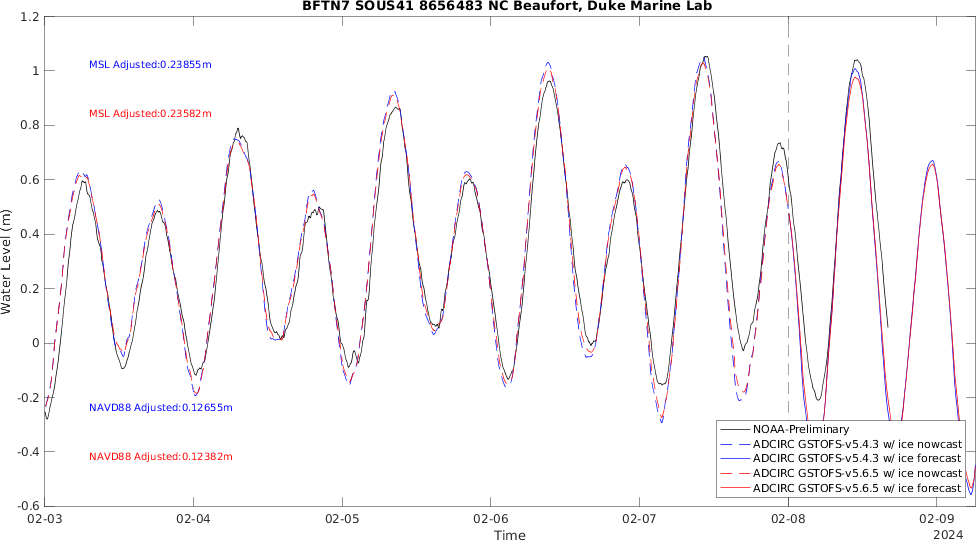 BFTN7 SOUS41 8656483 NC Beaufort, Duke Marine Lab
1.2
1
0.8
0.6
0.4
0.2
0
-0.2
-0.4
-0.6
Water Level (m)
MSL Adjusted:0.23855m
MSL Adjusted:0.23582m
NAVD88 Adjusted:0.12655m
NAVD88 Adjusted:0.12382m
NOAA-Preliminary
ADCIRC GSTOFS-v5.4.3 w/ ice nowcast
ADCIRC GSTOFS-v5.4.3 w/ ice forecast
ADCIRC GSTOFS-v5.6.5 w/ ice nowcast
ADCIRC GSTOFS-v5.6.5 w/ ice forecast
02-03 02-04 02-05 02-06 02-07 02-08 02-09
Time
2024